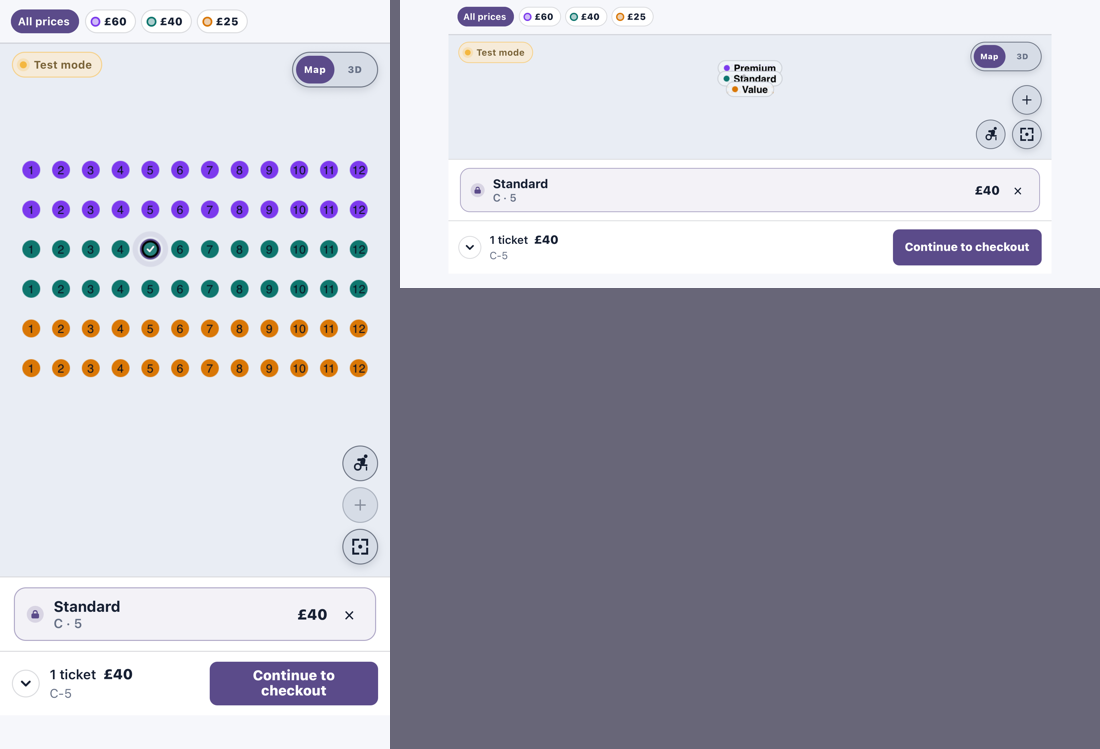 All prices £60 £40 £25
Test mode
Map 3D
1 2 3 4 5 6 7 8 9 10 11 12
1 2 3 4 5 6 7 8 9 10 11 12
1 2 3 4 6 7 8 9 10 11 12
1 2 3 4 5 6 7 8 9 10 11 12
1 2 3 4 5 6 7 8 9 10 11 12
1 2 3 4 5 6 7 8 9 10 11 12
Standard
C · 5
£40 ×
1 ticket £40
C-5
Continue to
checkout
All prices £60 £40 £25
Test mode
Premium
Standard
Value
Map 3D
Standard
C · 5
£40 ×
1 ticket £40
C-5
Continue to checkout